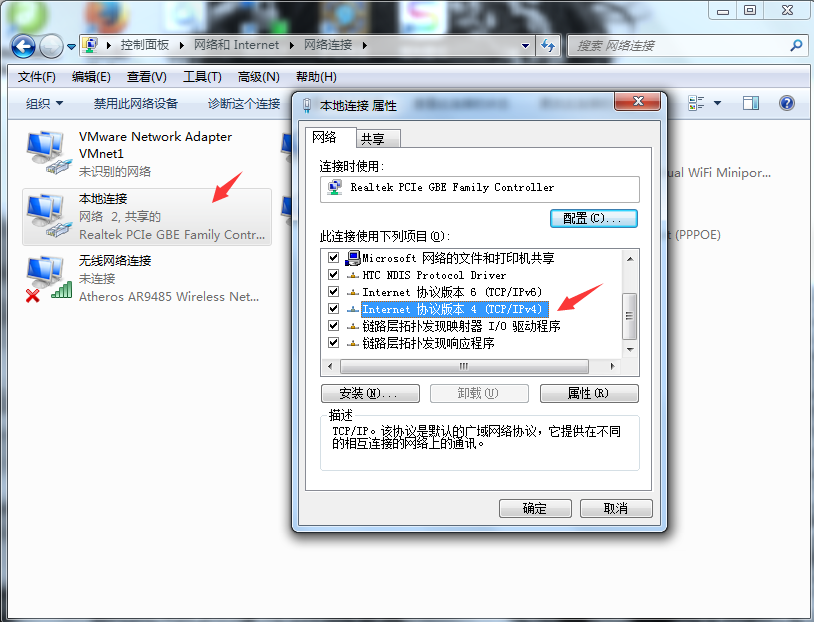 控制面板 网络和 Internet 网络连接
搜索 网络连接
文件(F) 编辑(E) 查看(V) 工具(T) 高级(N) 帮助(H)
组织 禁用此网络设备 诊断这个连接
VMware Network Adapter
VMnet1
未识别的网络
本地连接
网络 2, 共享的
Realtek PCIe GBE Family Contr...
无线网络连接
未连接
Atheros AR9485 Wireless Net...
ual WiFi Minipor...
t (PPPOE)
本地连接 属性
网络 共享
连接时使用:
Realtek PCIe GBE Family Controller
配置(C)...
此连接使用下列项目(O):
Microsoft 网络的文件和打印机共享
HTC NDIS Protocol Driver
Internet 协议版本 6 (TCP/IPv6)
Internet 协议版本 4 (TCP/IPv4)
链路层拓扑发现映射器 I/O 驱动程序
链路层拓扑发现响应程序
安装(N)... 卸载(U) 属性(R)
描述
TCP/IP。该协议是默认的广域网络协议，它提供在不同
的相互连接的网络上的通讯。
确定 取消